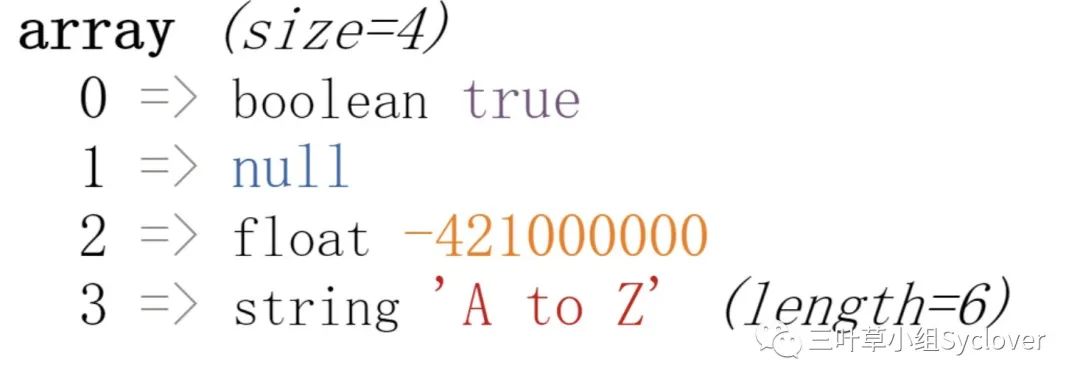 array (size=4)
0 => boolean true
1 => null
2 => float -421000000
3 => string 'A to Z' (length=6)
三叶草小组Syclover